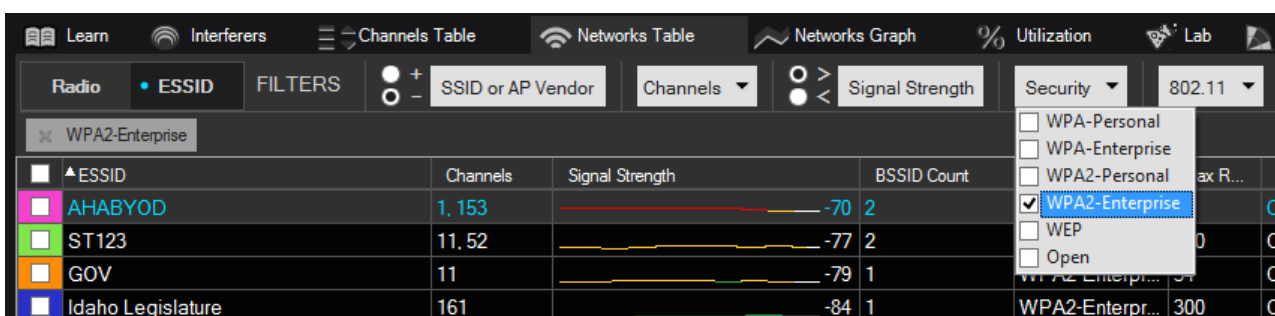 Learn Interferers Channels Table Networks Table Networks Graph % Utilization Lab
Radio • ESSID FILTERS + − SSID or AP Vendor Channels > < Signal Strength Security 802.11
WPA2-Enterprise
WPA-Personal
WPA-Enterprise
WPA2-Personal
WPA2-Enterprise
WEP
Open
ESSID Channels Signal Strength BSSID Count ax R...
AHABYOD 1, 153 -70 2
ST123 11, 52 -77 2
GOV 11 -79 1
Idaho Legislature 161 -84 1 WPA2-Enterpr... 300